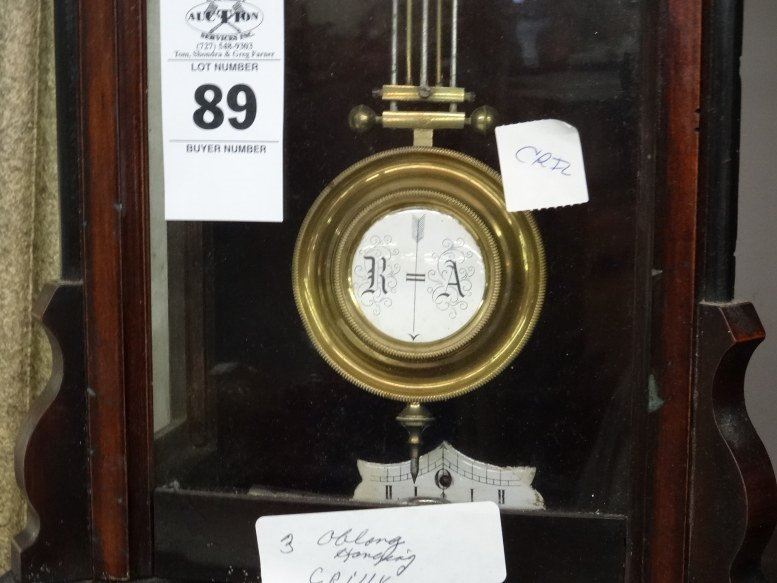 AUCTION
SERVICES INC.
(727) 548-9303
Tom, Shondra & Greg Farner
LOT NUMBER
89
BUYER NUMBER
CRIL
R = A
3 Oblong
Hanging